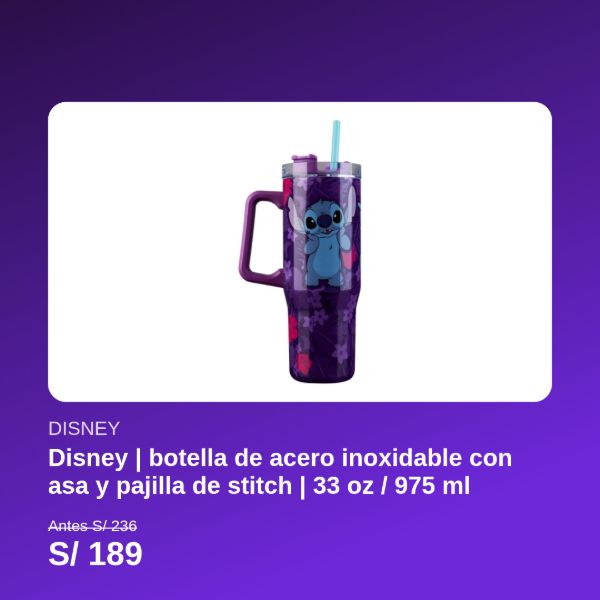 DISNEY
Disney | botella de acero inoxidable con
asa y pajilla de stitch | 33 oz / 975 ml
Antes S/ 236
S/ 189